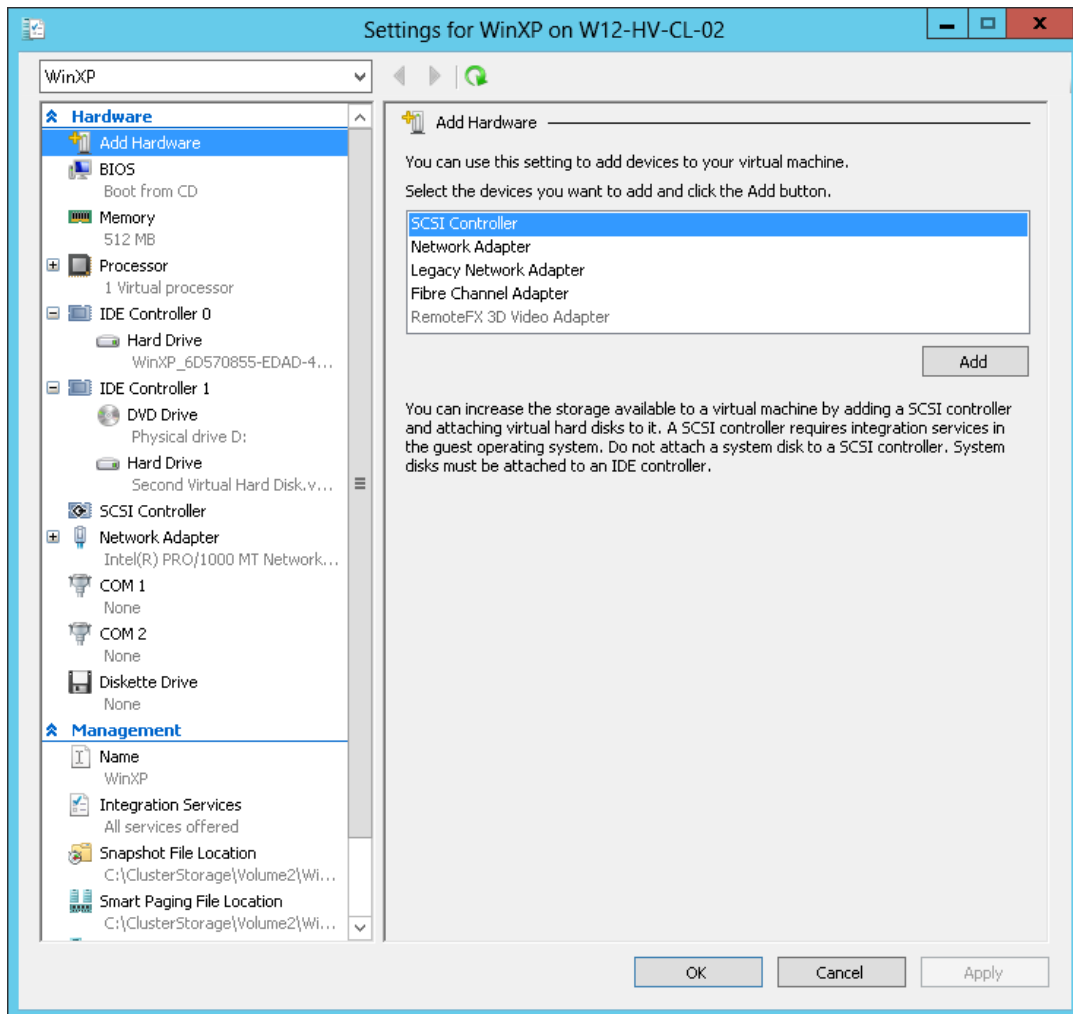 Settings for WinXP on W12-HV-CL-02
WinXP
Hardware
Add Hardware
BIOS
Boot from CD
Memory
512 MB
Processor
1 Virtual processor
IDE Controller 0
Hard Drive
WinXP_6D570855-EDAD-4...
IDE Controller 1
DVD Drive
Physical drive D:
Hard Drive
Second Virtual Hard Disk.v...
SCSI Controller
Network Adapter
Intel(R) PRO/1000 MT Network...
COM 1
None
COM 2
None
Diskette Drive
None
Management
Name
WinXP
Integration Services
All services offered
Snapshot File Location
C:\ClusterStorage\Volume2\Wi...
Smart Paging File Location
C:\ClusterStorage\Volume2\Wi...
Add Hardware
You can use this setting to add devices to your virtual machine.
Select the devices you want to add and click the Add button.
SCSI Controller
Network Adapter
Legacy Network Adapter
Fibre Channel Adapter
RemoteFX 3D Video Adapter
Add
You can increase the storage available to a virtual machine by adding a SCSI controller
and attaching virtual hard disks to it. A SCSI controller requires integration services in
the guest operating system. Do not attach a system disk to a SCSI controller. System
disks must be attached to an IDE controller.
OK
Cancel
Apply